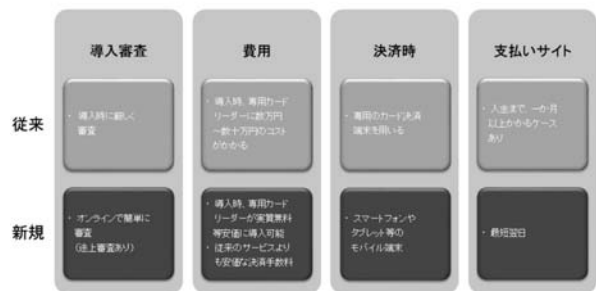 導入審査
費用
決済時
支払いサイト
従来
・ 導入時に厳しく
審査
・ 導入時、専用カード
リーダーに数万円
～数十万円のコスト
がかかる
・ 専用のカード決済
端末を用いる
・ 入金まで、一か月
以上かかるケース
あり
新規
・ オンラインで簡単に
審査
(途上審査あり)
・ 導入時、専用カード
リーダーが実質無料
等安価に導入可能
・ 従来のサービスより
も安価な決済手数料
・ スマートフォンや
タブレット等の
モバイル端末
・ 最短翌日